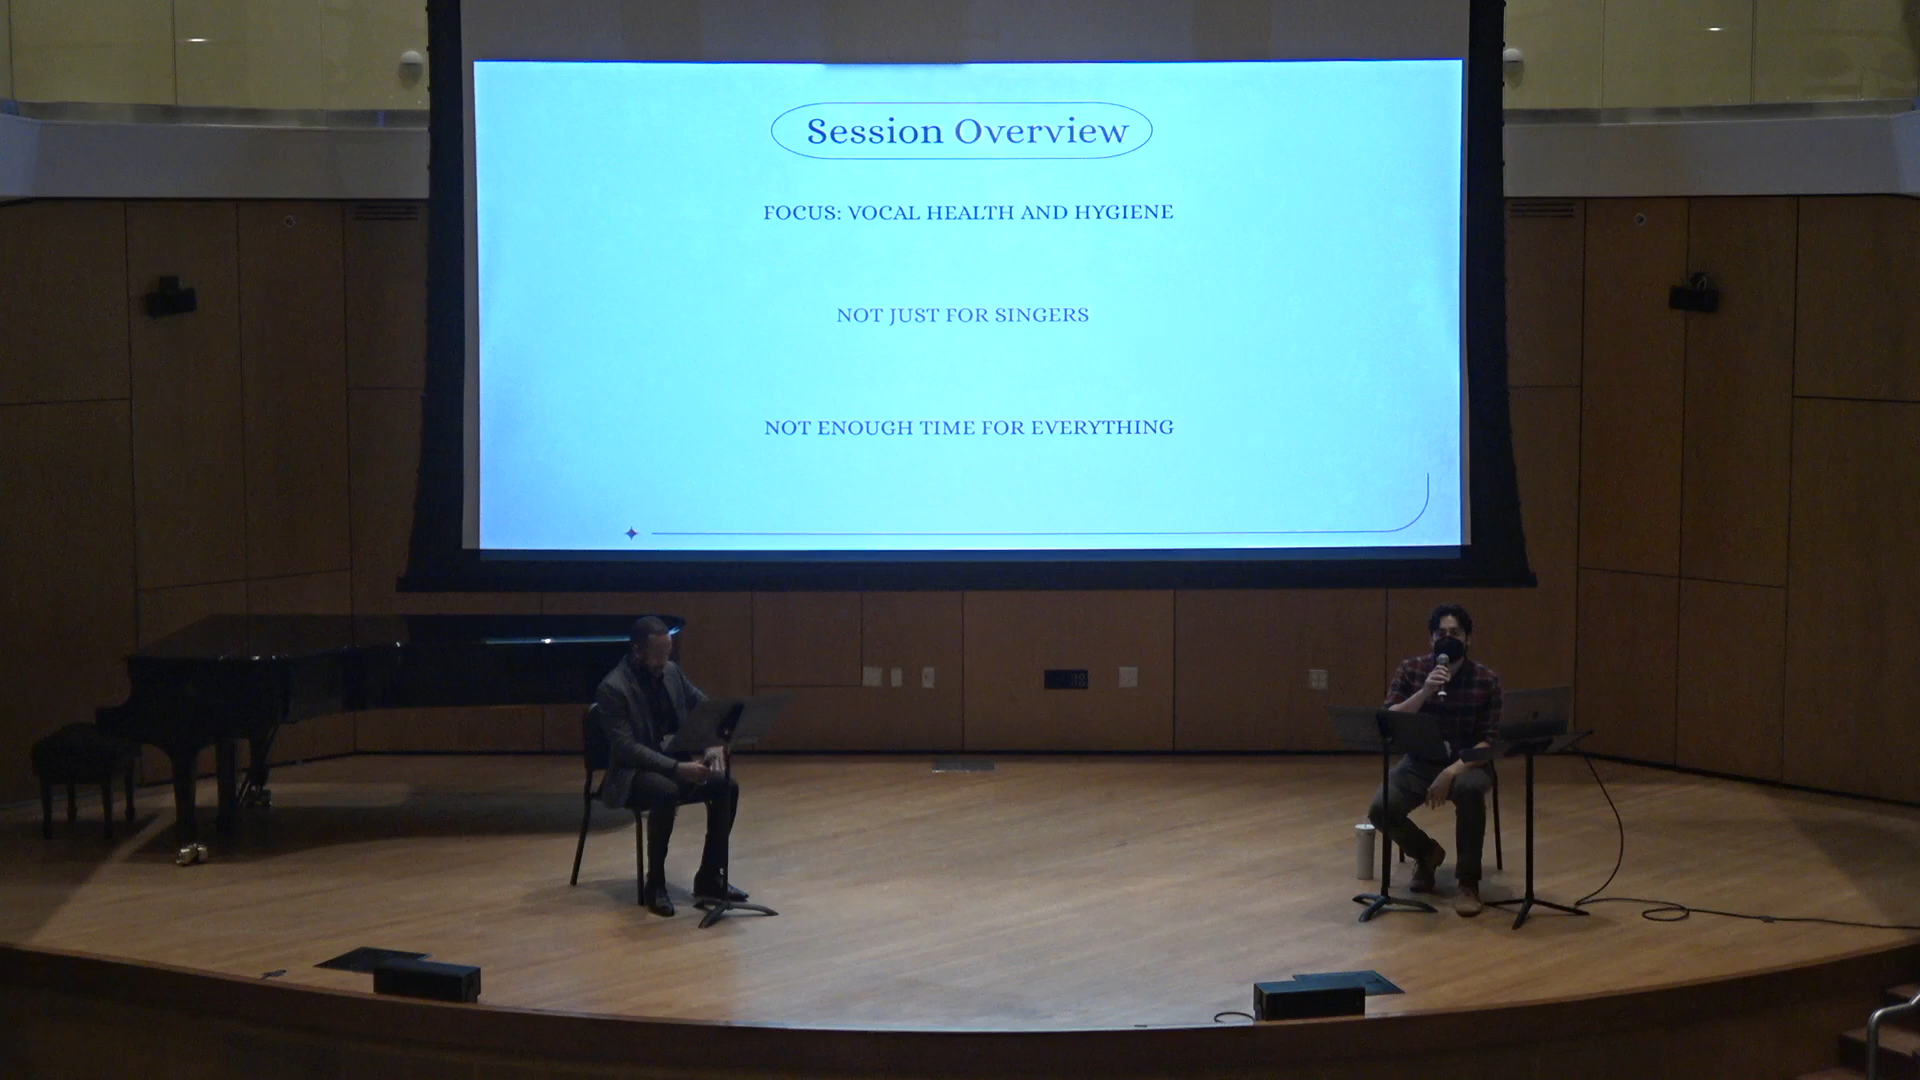 Session Overview
FOCUS: VOCAL HEALTH AND HYGIENE
NOT JUST FOR SINGERS
NOT ENOUGH TIME FOR EVERYTHING